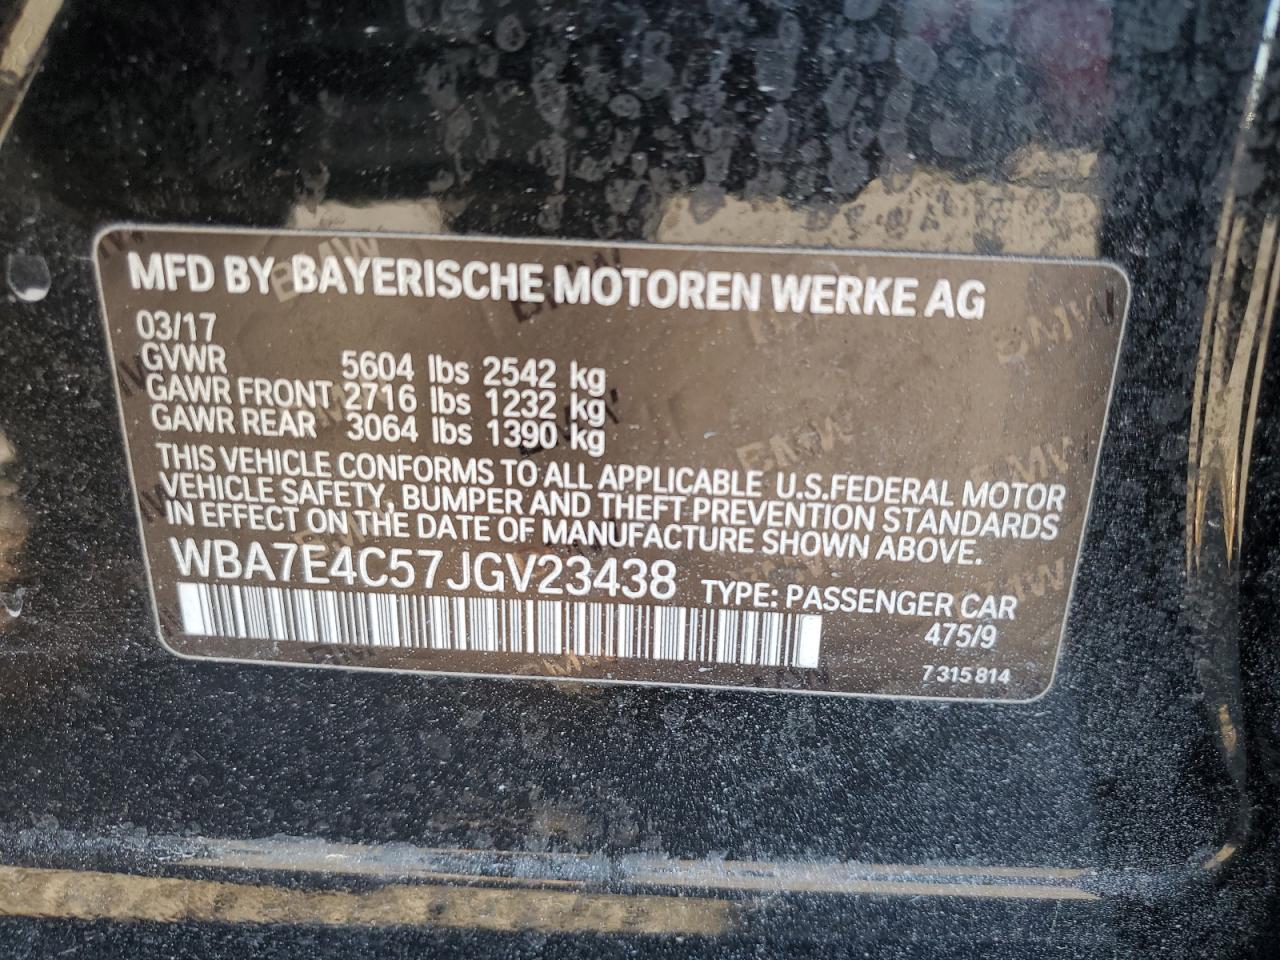 MFD BY BAYERISCHE MOTOREN WERKE AG
03/17
GVWR 5604 lbs 2542 kg
GAWR FRONT 2716 lbs 1232 kg
GAWR REAR 3064 lbs 1390 kg
THIS VEHICLE CONFORMS TO ALL APPLICABLE U.S.FEDERAL MOTOR
VEHICLE SAFETY, BUMPER AND THEFT PREVENTION STANDARDS
IN EFFECT ON THE DATE OF MANUFACTURE SHOWN ABOVE.
WBA7E4C57JGV23438 TYPE: PASSENGER CAR
475/9
7 315 814